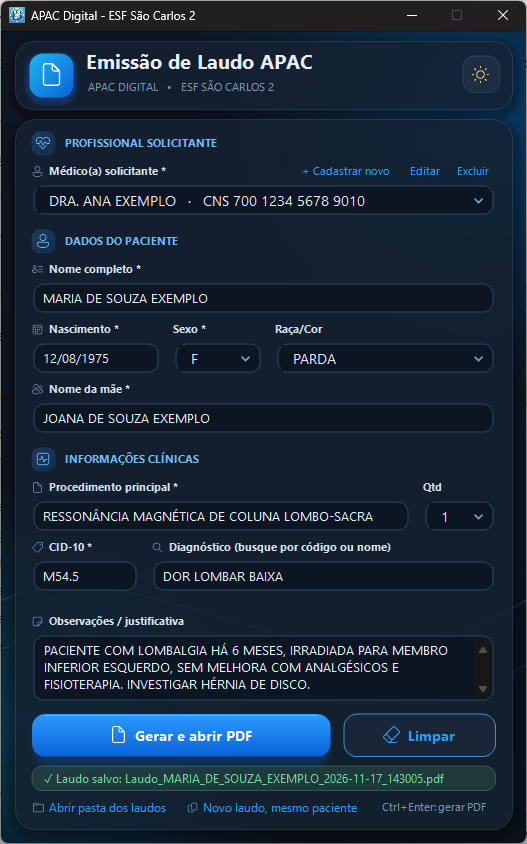 APAC Digital - ESF São Carlos 2
Emissão de Laudo APAC
APAC DIGITAL • ESF SÃO CARLOS 2
PROFISSIONAL SOLICITANTE
Médico(a) solicitante * + Cadastrar novo Editar Excluir
DRA. ANA EXEMPLO · CNS 700 1234 5678 9010
DADOS DO PACIENTE
Nome completo *
MARIA DE SOUZA EXEMPLO
Nascimento * Sexo * Raça/Cor
12/08/1975 F PARDA
Nome da mãe *
JOANA DE SOUZA EXEMPLO
INFORMAÇÕES CLÍNICAS
Procedimento principal * Qtd
RESSONÂNCIA MAGNÉTICA DE COLUNA LOMBO-SACRA 1
CID-10 * Diagnóstico (busque por código ou nome)
M54.5 DOR LOMBAR BAIXA
Observações / justificativa
PACIENTE COM LOMBALGIA HÁ 6 MESES, IRRADIADA PARA MEMBRO
INFERIOR ESQUERDO, SEM MELHORA COM ANALGÉSICOS E
FISIOTERAPIA. INVESTIGAR HÉRNIA DE DISCO.
Gerar e abrir PDF Limpar
✓ Laudo salvo: Laudo_MARIA_DE_SOUZA_EXEMPLO_2026-11-17_143005.pdf
Abrir pasta dos laudos Novo laudo, mesmo paciente Ctrl+Enter: gerar PDF